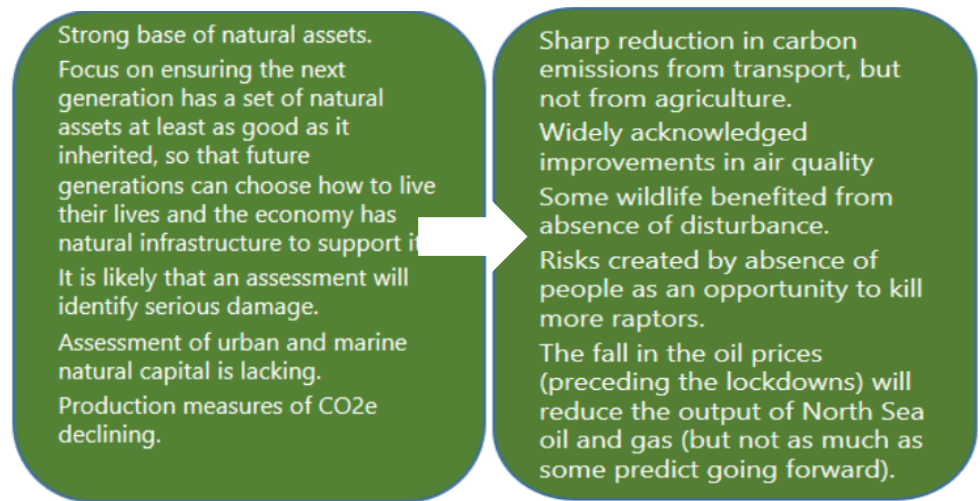 Strong base of natural assets.
Focus on ensuring the next
generation has a set of natural
assets at least as good as it
inherited, so that future
generations can choose how to live
their lives and the economy has
natural infrastructure to support it
It is likely that an assessment will
identify serious damage.
Assessment of urban and marine
natural capital is lacking.
Production measures of CO2e
declining.
Sharp reduction in carbon
emissions from transport, but
not from agriculture.
Widely acknowledged
improvements in air quality
Some wildlife benefited from
absence of disturbance.
Risks created by absence of
people as an opportunity to kill
more raptors.
The fall in the oil prices
(preceding the lockdowns) will
reduce the output of North Sea
oil and gas (but not as much as
some predict going forward).